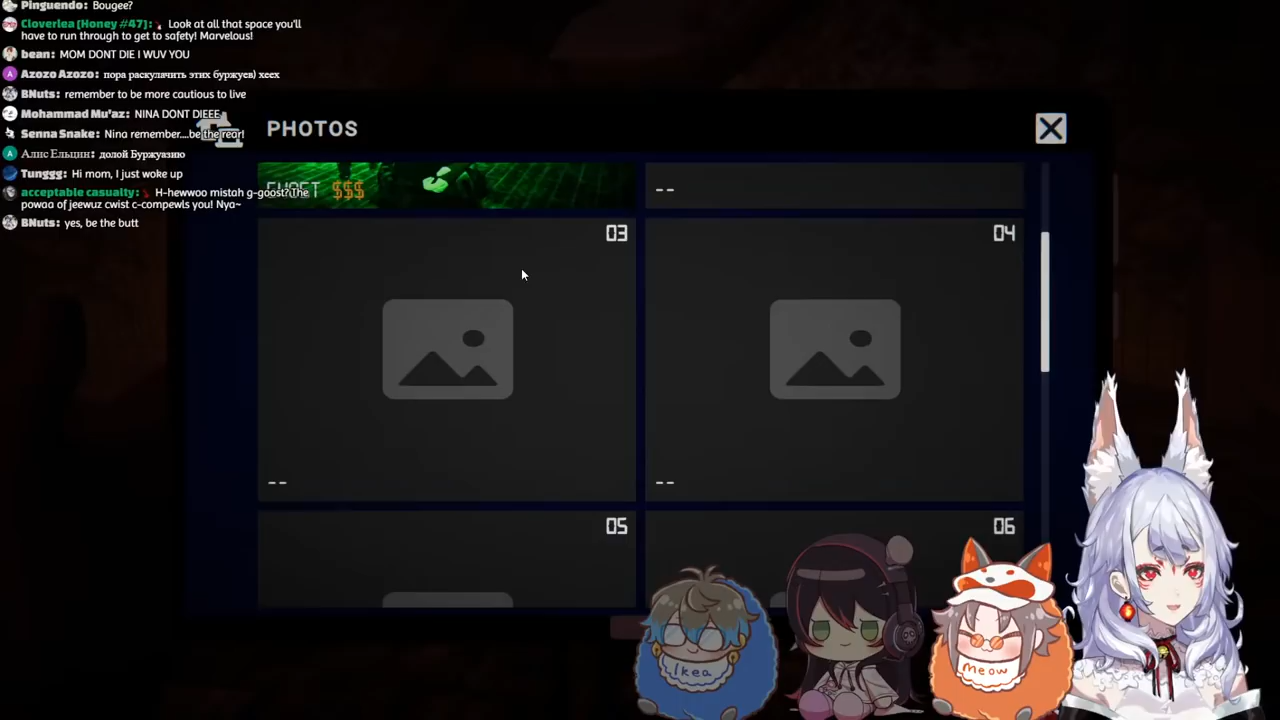 Pinguendo: Bougee?
Cloverlea (Honey #47): Look at all that space you'll
have to run through to get to safety! Marvelous!
bean: MOM DONT DIE I WUV YOU
Azozo Azozo: пора раскулачить этих буржуев) хеех
BNuts: remember to be more cautious to live
Mohammad Mu'az: NINA DONT DIEEE
Senna Snake: Nina remember....be the rear!
Алис Ельцин: долой Буржуазию
Tunggg: Hi mom, I just woke up
acceptable casualty: H-hewwoo mistah g-goost?The
powaa of jeewuz cwist c-compewls you! Nya~
BNuts: yes, be the butt
PHOTOS
$$$
--
03
04
--
--
05
06
Ikea
meow